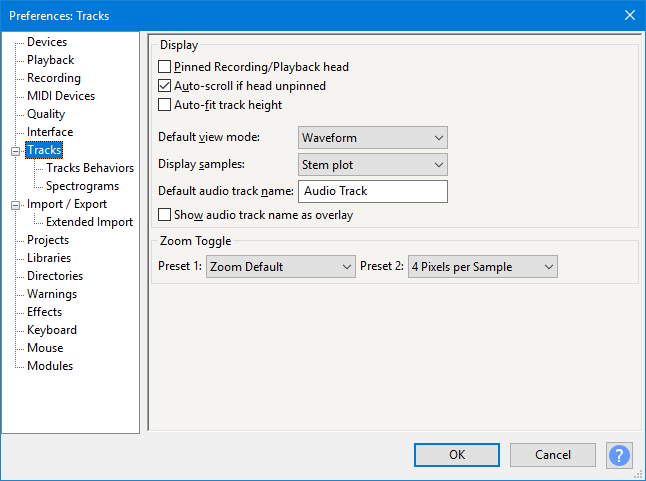 Preferences: Tracks
Devices
Playback
Recording
MIDI Devices
Quality
Interface
Tracks
Tracks Behaviors
Spectrograms
Import / Export
Extended Import
Projects
Libraries
Directories
Warnings
Effects
Keyboard
Mouse
Modules
Display
Pinned Recording/Playback head
Auto-scroll if head unpinned
Auto-fit track height
Default view mode: Waveform
Display samples: Stem plot
Default audio track name: Audio Track
Show audio track name as overlay
Zoom Toggle
Preset 1: Zoom Default Preset 2: 4 Pixels per Sample
OK Cancel ?